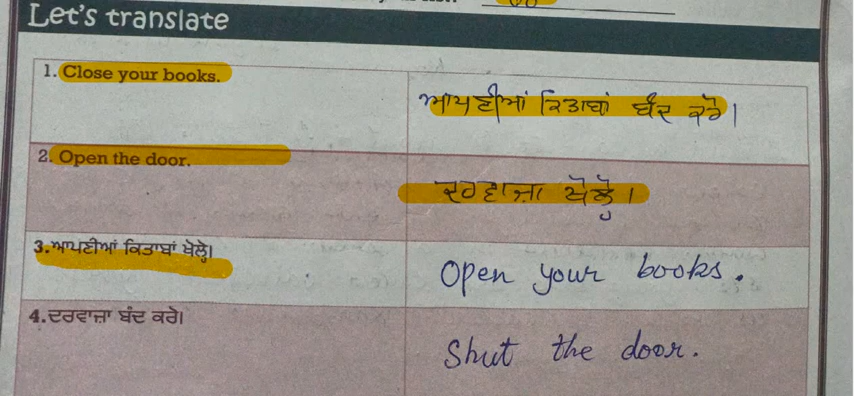 Let's translate
1. Close your books.
ਆਪਣੀਆਂ ਕਿਤਾਬਾਂ ਬੰਦ ਕਰੋ।
2. Open the door.
ਦਰਵਾਜ਼ਾ ਖੋਲ੍ਹੋ।
3. ਆਪਣੀਆਂ ਕਿਤਾਬਾਂ ਖੋਲ੍ਹੋ।
Open your books.
4. ਦਰਵਾਜ਼ਾ ਬੰਦ ਕਰੋ।
Shut the door.